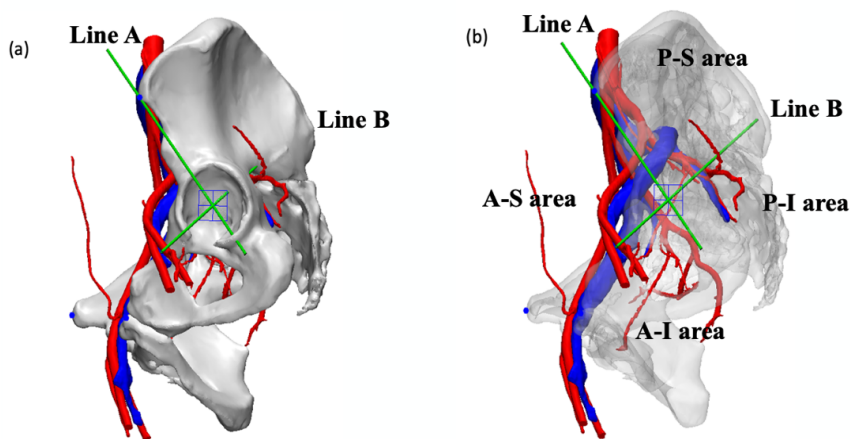 (a)
Line A
Line B
A-S area
(b)
Line A
P-S area
Line B
P-I area
A-I area